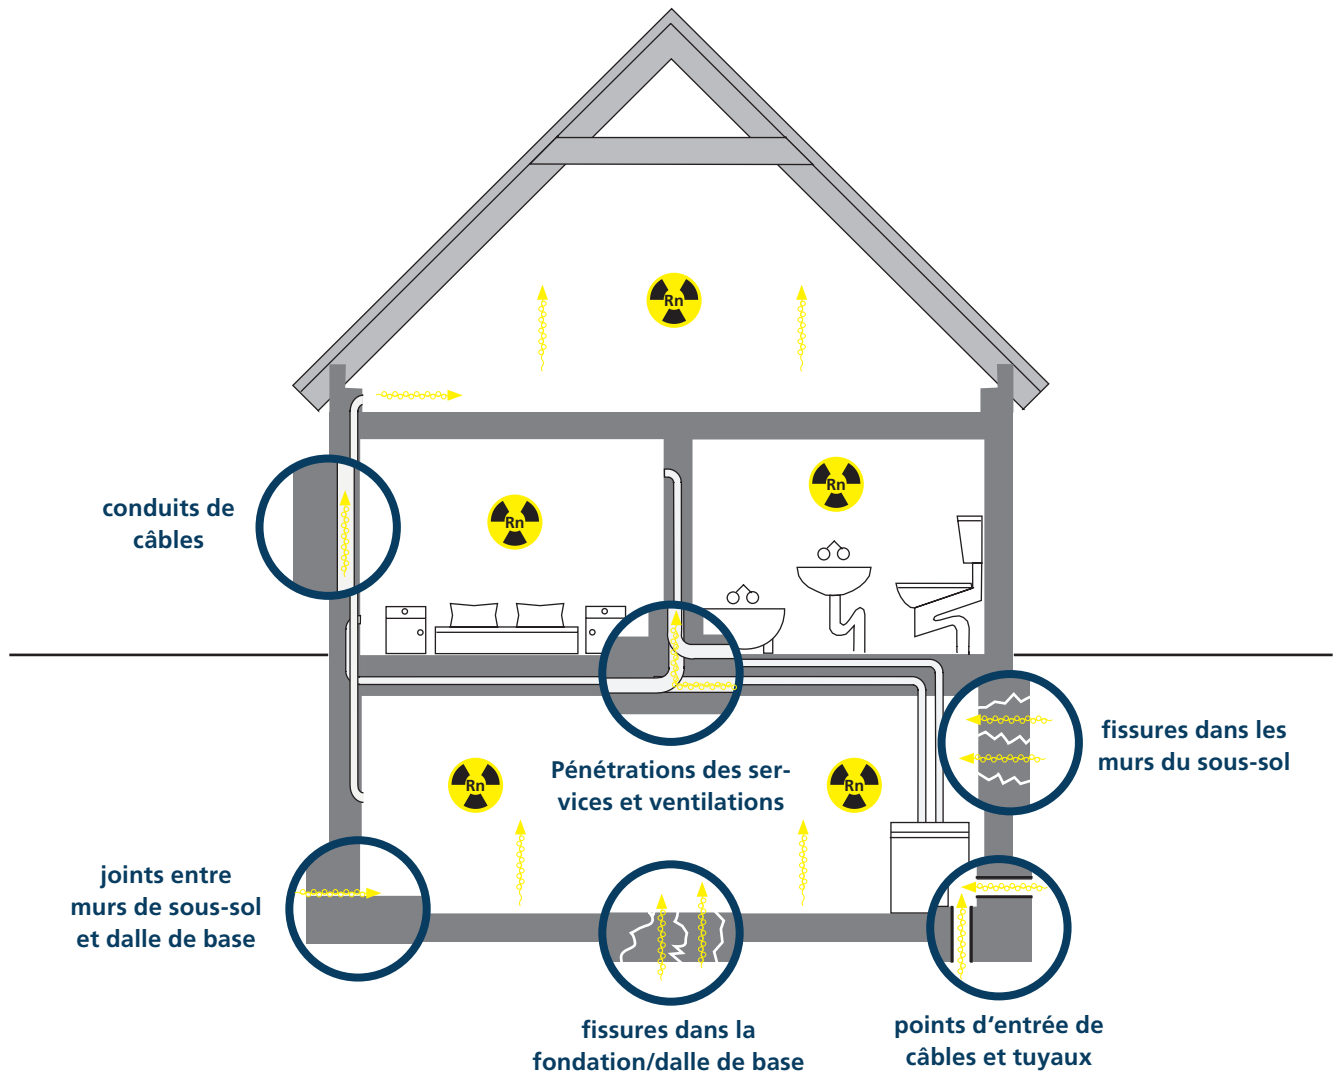 Rn
Rn
Rn
conduits de
câbles
Rn
Rn
Pénétrations des ser-
vices et ventilations
fissures dans les
murs du sous-sol
joints entre
murs de sous-sol
et dalle de base
fissures dans la
fondation/dalle de base
points d‘entrée de
câbles et tuyaux